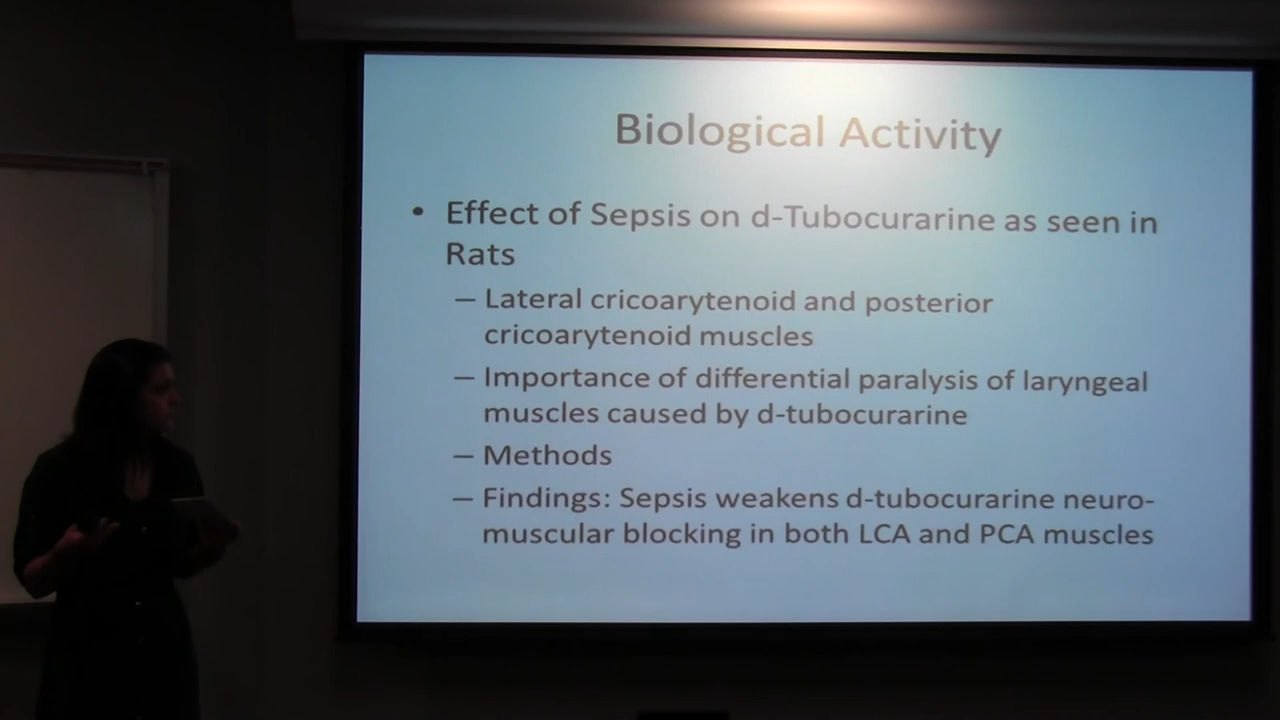 Biological Activity
• Effect of Sepsis on d-Tubocurarine as seen in
Rats
– Lateral cricoarytenoid and posterior
cricoarytenoid muscles
– Importance of differential paralysis of laryngeal
muscles caused by d-tubocurarine
– Methods
– Findings: Sepsis weakens d-tubocurarine neuro-
muscular blocking in both LCA and PCA muscles